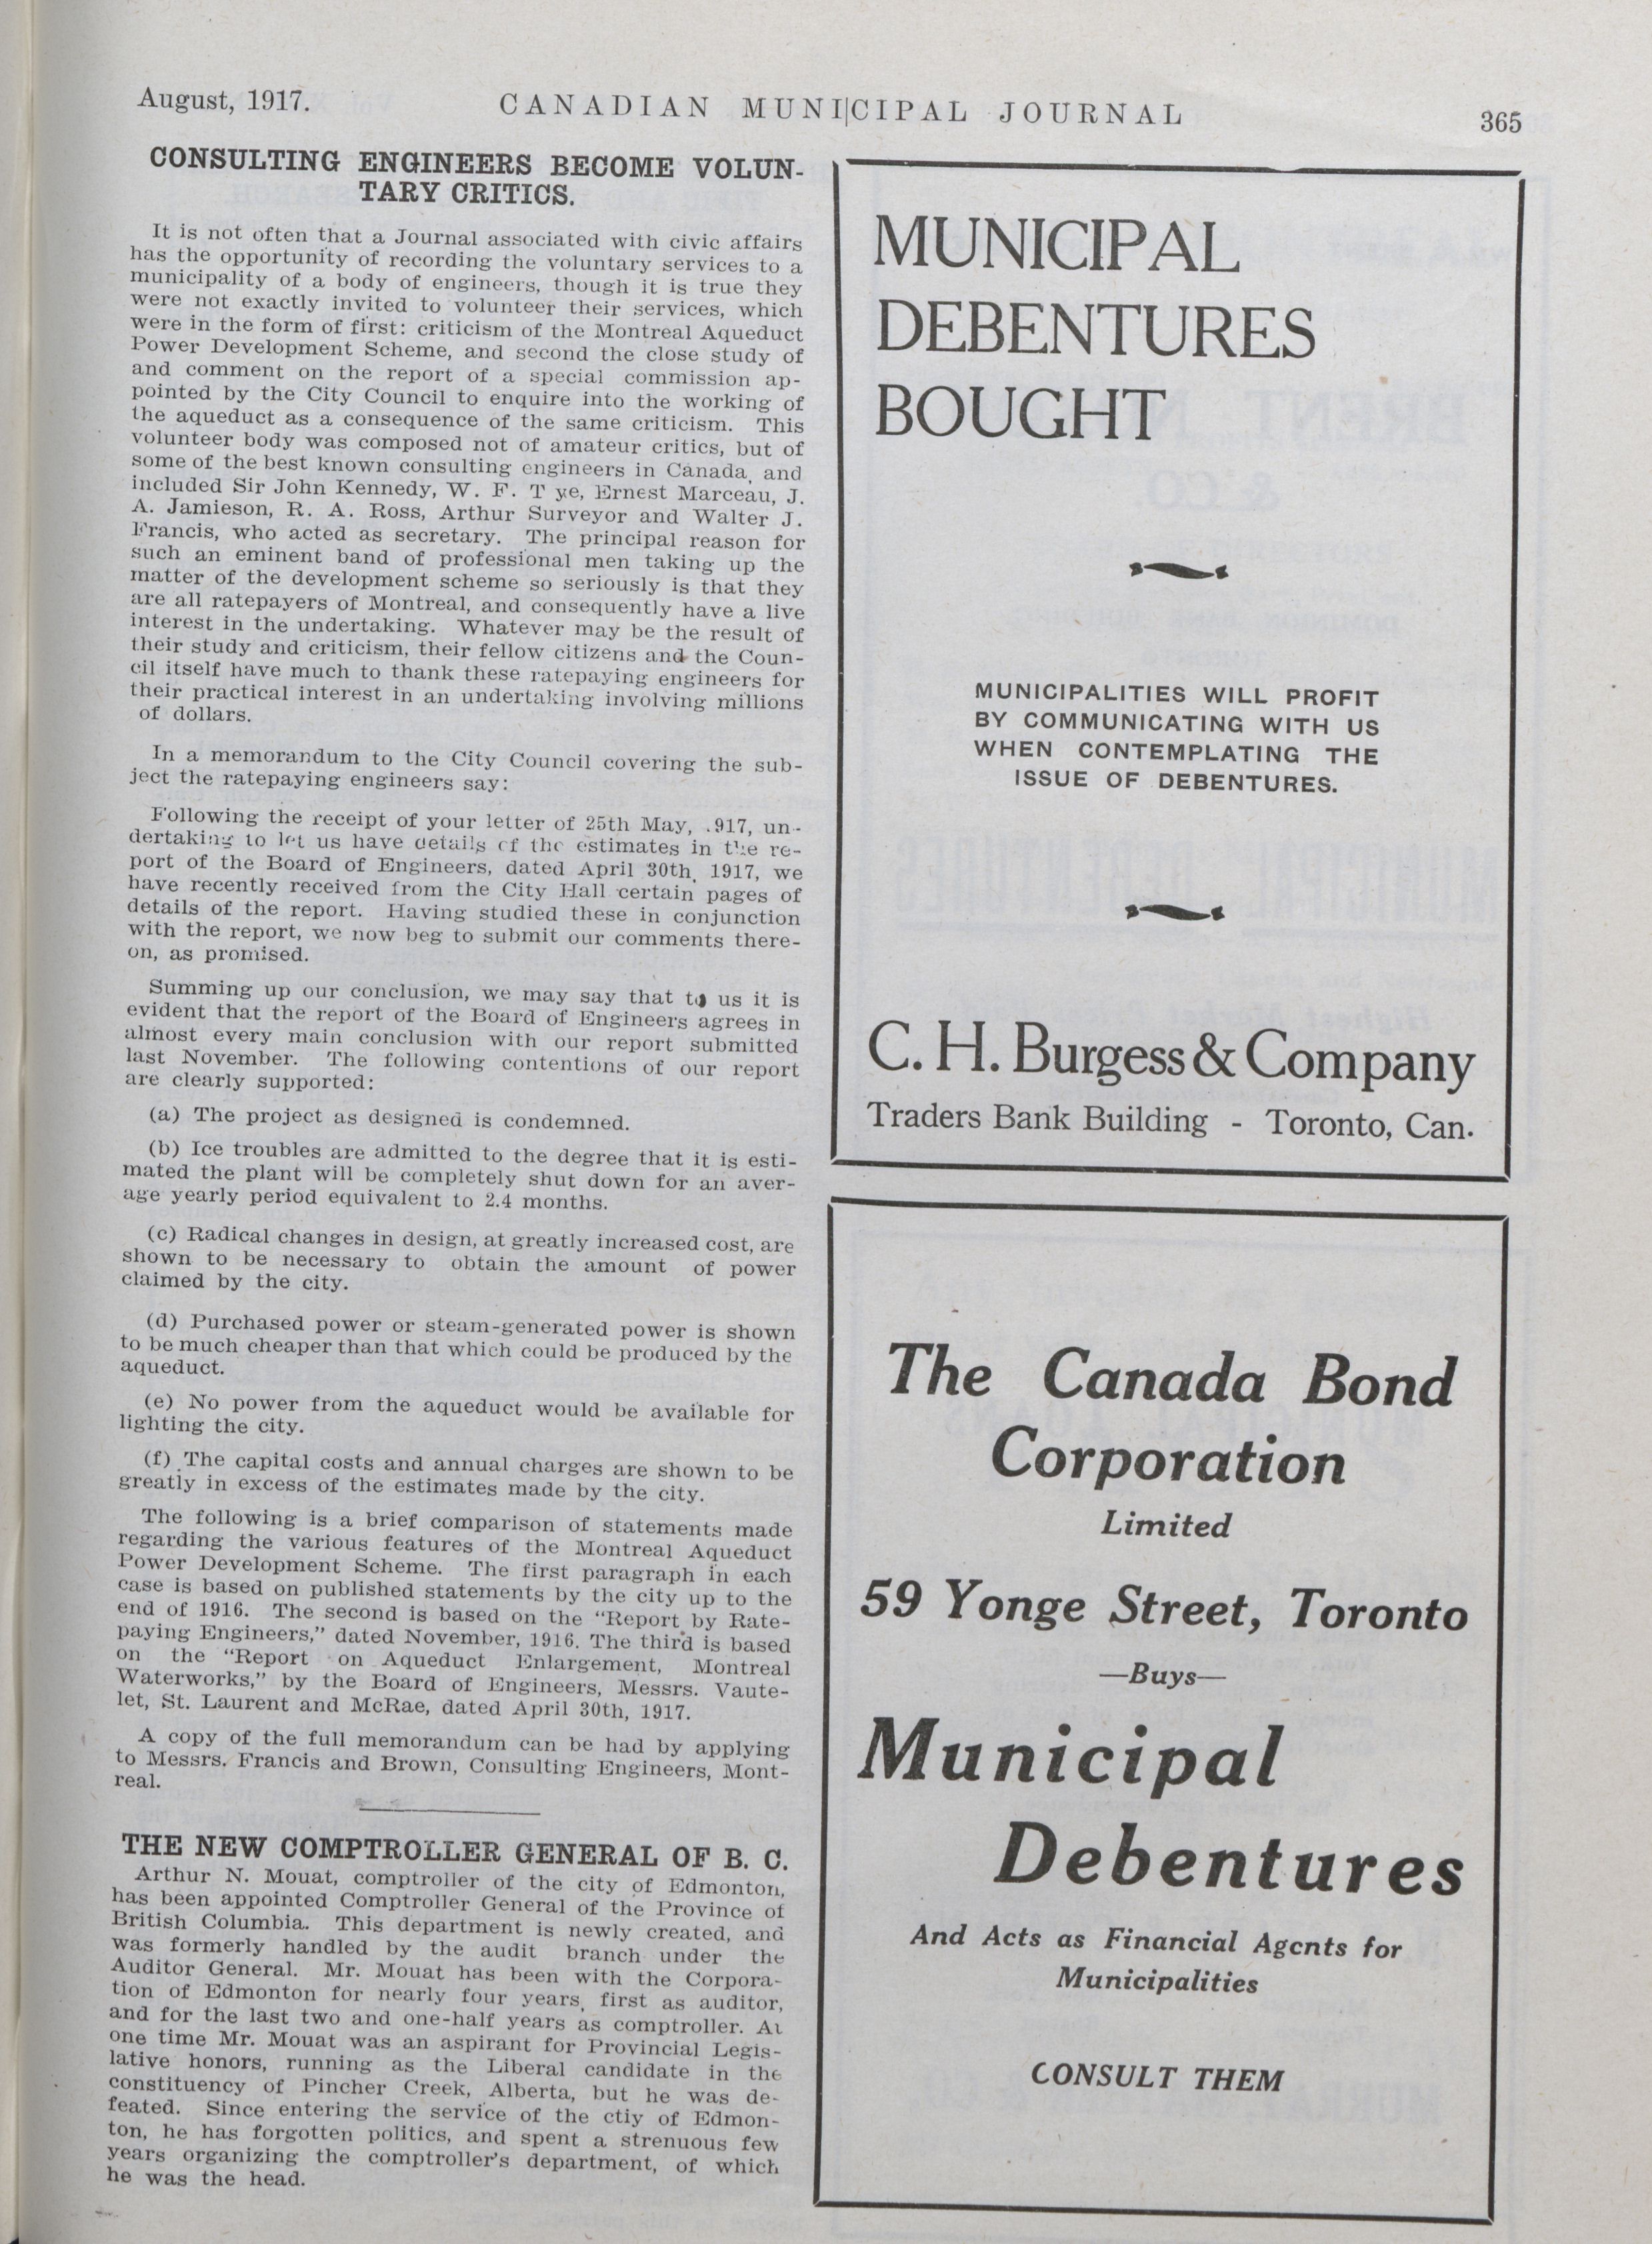 August, 1917.
CANADIAN MUNICIPAL JOURNAL
365
CONSULTING ENGINEERS BECOME VOLUN-
TARY CRITICS.
It is not often that a Journal associated with civic affairs
has the opportunity of recording the voluntary services to a
municipality of a body of engineers, though it is true they
were not exactly invited to volunteer their services, which
were in the form of first: criticism of the Montreal Aqueduct
Power Development Scheme, and second the close study of
and comment on the report of a special commission ap-
pointed by the City Council to enquire into the working of
the aqueduct as a consequence of the same criticism. This
volunteer body was composed not of amateur critics, but of
some of the best known consulting engineers in Canada, and
included Sir John Kennedy, W. F. T ye, Ernest Marceau, J.
A. Jamieson, R. A. Ross, Arthur Surveyor and Walter J.
Francis, who acted as secretary. The principal reason for
such an eminent band of professional men taking up the
matter of the development scheme so seriously is that they
are all ratepayers of Montreal, and consequently have a live
interest in the undertaking. Whatever may be the result of
their study and criticism, their fellow citizens and the Coun-
cil itself have much to thank these ratepaying engineers for
their practical interest in an undertaking involving millions
of dollars.
In a memorandum to the City Council covering the sub-
ject the ratepaying engineers say:
Following the receipt of your letter of 25th May, .917, un-
dertaking to let us have details of the estimates in the re-
port of the Board of Engineers, dated April 30th, 1917, we
have recently received from the City Hall certain pages of
details of the report. Having studied these in conjunction
with the report, we now beg to submit our comments there-
on, as promised.
Summing up our conclusion, we may say that to us it is
evident that the report of the Board of Engineers agrees in
almost every main conclusion with our report submitted
last November. The following contentions of our report
are clearly supported:
(a) The project as designed is condemned.
(b) Ice troubles are admitted to the degree that it is esti-
mated the plant will be completely shut down for an aver-
age yearly period equivalent to 2.4 months.
(c) Radical changes in design, at greatly increased cost, are
shown to be necessary to obtain the amount of power
claimed by the city.
(d) Purchased power or steam-generated power is shown
to be much cheaper than that which could be produced by the
aqueduct.
(e) No power from the aqueduct would be available for
lighting the city.
(f) The capital costs and annual charges are shown to be
greatly in excess of the estimates made by the city.
The following is a brief comparison of statements made
regarding the various features of the Montreal Aqueduct
Power Development Scheme. The first paragraph in each
case is based on published statements by the city up to the
end of 1916. The second is based on the "Report by Rate-
paying Engineers," dated November, 1916. The third is based
on the "Report on Aqueduct Enlargement, Montreal
Waterworks," by the Board of Engineers, Messrs. Vaute-
let, St. Laurent and McRae, dated April 30th, 1917.
A copy of the full memorandum can be had by applying
to Messrs. Francis and Brown, Consulting Engineers, Mont-
real.
THE NEW COMPTROLLER GENERAL OF B. C.
Arthur N. Mouat, comptroller of the city of Edmonton,
has been appointed Comptroller General of the Province of
British Columbia. This department is newly created, and
was formerly handled by the audit branch under the
Auditor General. Mr. Mouat has been with the Corpora-
tion of Edmonton for nearly four years, first as auditor,
and for the last two and one-half years as comptroller. At
one time Mr. Mouat was an aspirant for Provincial Legis-
lative honors, running as the Liberal candidate in the
constituency of Pincher Creek, Alberta, but he was de-
feated. Since entering the service of the ctiy of Edmon-
ton, he has forgotten politics, and spent a strenuous few
years organizing the comptroller's department, of which
he was the head.
MUNICIPAL
DEBENTURES
BOUGHT
MUNICIPALITIES WILL PROFIT
BY COMMUNICATING WITH US
WHEN CONTEMPLATING THE
ISSUE OF DEBENTURES.
C. H. Burgess & Company
Traders Bank Building - Toronto, Can.
The Canada Bond
Corporation
Limited
59 Yonge Street, Toronto
—Buys—
Municipal
Debentures
And Acts as Financial Agents for
Municipalities
CONSULT THEM